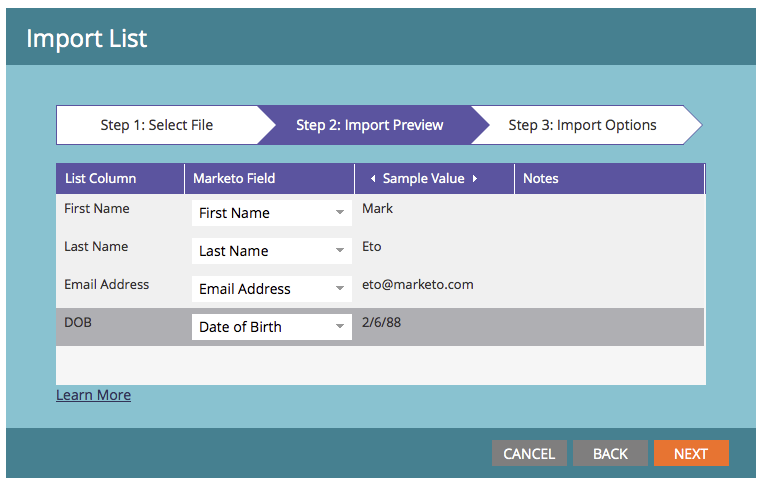 Import List
Step 1: Select File Step 2: Import Preview Step 3: Import Options
List Column Marketo Field Sample Value Notes
First Name First Name Mark
Last Name Last Name Eto
Email Address Email Address eto@marketo.com
DOB Date of Birth 2/6/88
Learn More
CANCEL BACK NEXT